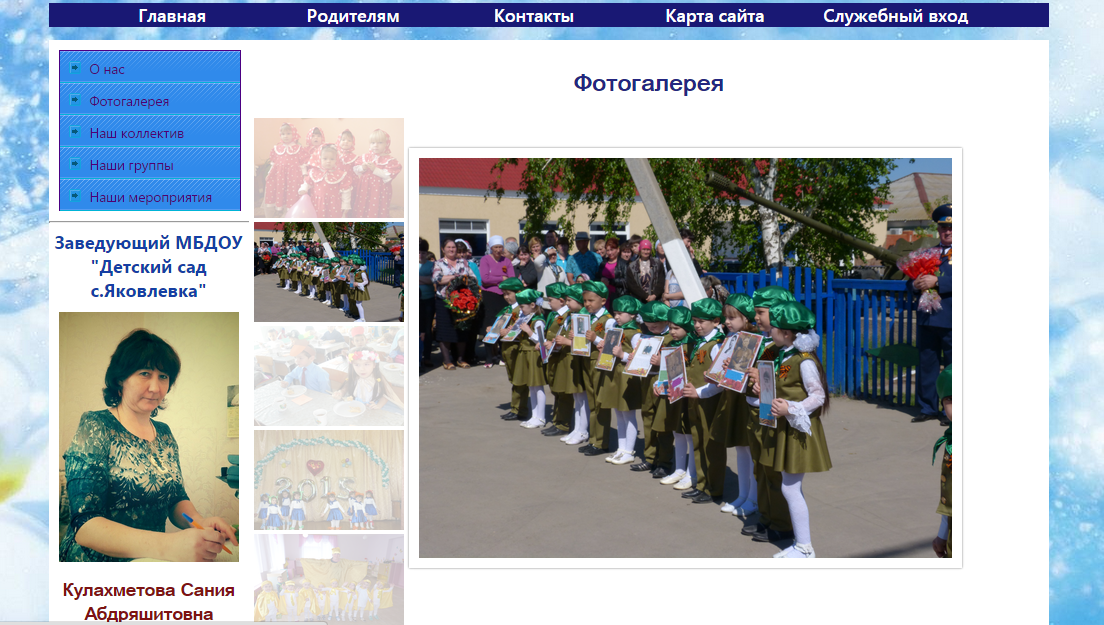 Главная Родителям Контакты Карта сайта Служебный вход
О нас
Фотогалерея
Наш коллектив
Наши группы
Наши мероприятия
Заведующий МБДОУ
"Детский сад
с.Яковлевка"
Кулахметова Сания
Абдряшитовна
Фотогалерея
2015